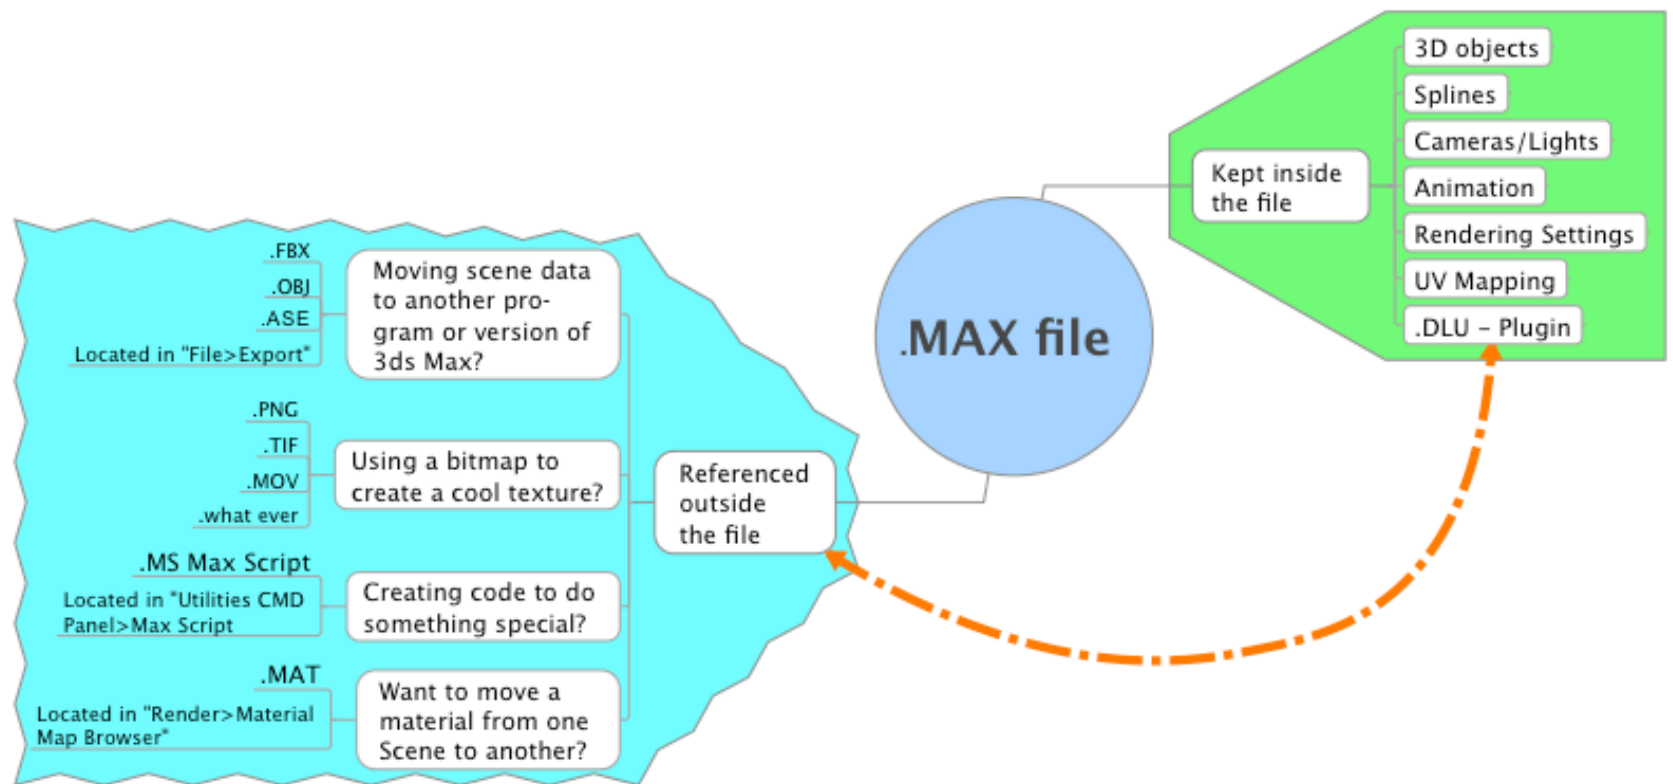 .MAX file
Kept inside
the file
3D objects
Splines
Cameras/Lights
Animation
Rendering Settings
UV Mapping
.DLU - Plugin
Referenced
outside
the file
Moving scene data
to another pro-
gram or version of
3ds Max?
.FBX
.OBJ
.ASE
Located in "File>Export"
Using a bitmap to
create a cool texture?
.PNG
.TIF
.MOV
.what ever
Creating code to do
something special?
.MS Max Script
Located in "Utilities CMD
Panel>Max Script
Want to move a
material from one
Scene to another?
.MAT
Located in "Render>Material
Map Browser"